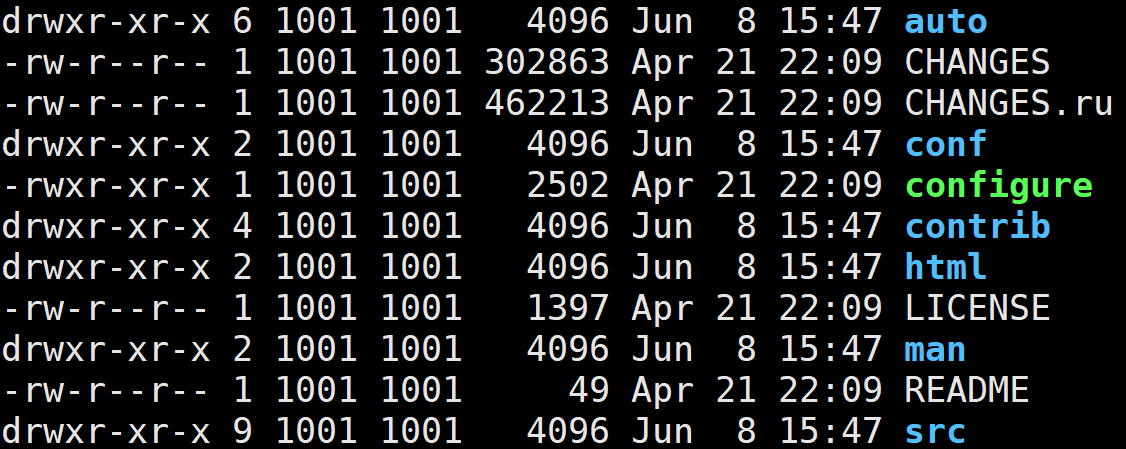 drwxr-xr-x 6 1001 1001   4096 Jun  8 15:47 auto
-rw-r--r-- 1 1001 1001 302863 Apr 21 22:09 CHANGES
-rw-r--r-- 1 1001 1001 462213 Apr 21 22:09 CHANGES.ru
drwxr-xr-x 2 1001 1001   4096 Jun  8 15:47 conf
-rwxr-xr-x 1 1001 1001   2502 Apr 21 22:09 configure
drwxr-xr-x 4 1001 1001   4096 Jun  8 15:47 contrib
drwxr-xr-x 2 1001 1001   4096 Jun  8 15:47 html
-rw-r--r-- 1 1001 1001   1397 Apr 21 22:09 LICENSE
drwxr-xr-x 2 1001 1001   4096 Jun  8 15:47 man
-rw-r--r-- 1 1001 1001     49 Apr 21 22:09 README
drwxr-xr-x 9 1001 1001   4096 Jun  8 15:47 src